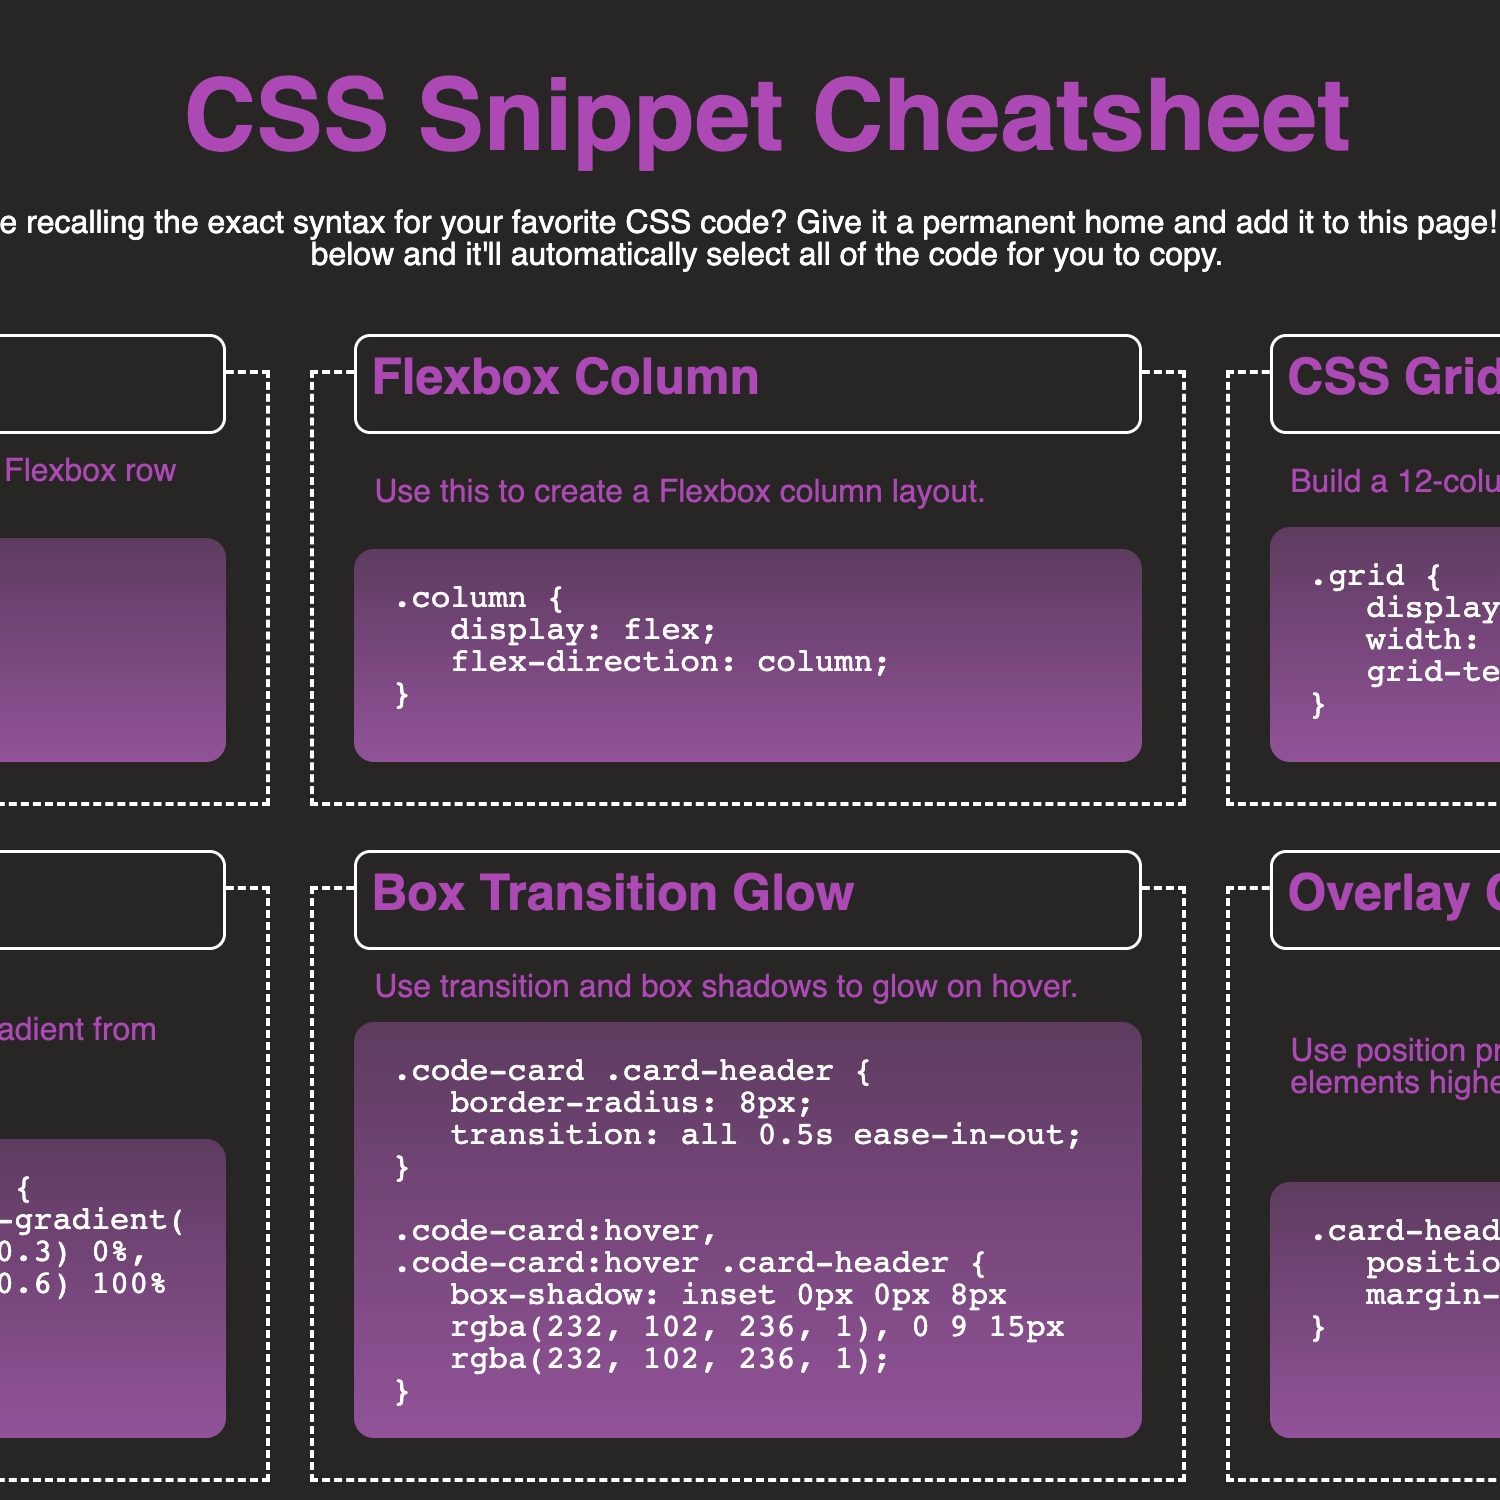 CSS Snippet Cheatsheet
recalling the exact syntax for your favorite CSS code? Give it a permanent home and add it to this page!
below and it'll automatically select all of the code for you to copy.
Flexbox row
Flexbox Column
Use this to create a Flexbox column layout.
.column {
display: flex;
flex-direction: column;
}
CSS Grid
Build a 12-colu
.grid {
display
width:
grid-te
}
adient from
{
-gradient(
0.3) 0%,
0.6) 100%
Box Transition Glow
Use transition and box shadows to glow on hover.
.code-card .card-header {
border-radius: 8px;
transition: all 0.5s ease-in-out;
}
.code-card:hover,
.code-card:hover .card-header {
box-shadow: inset 0px 0px 8px
rgba(232, 102, 236, 1), 0 9 15px
rgba(232, 102, 236, 1);
}
Overlay
Use position pr
elements highe
.card-head
positio
margin-
}